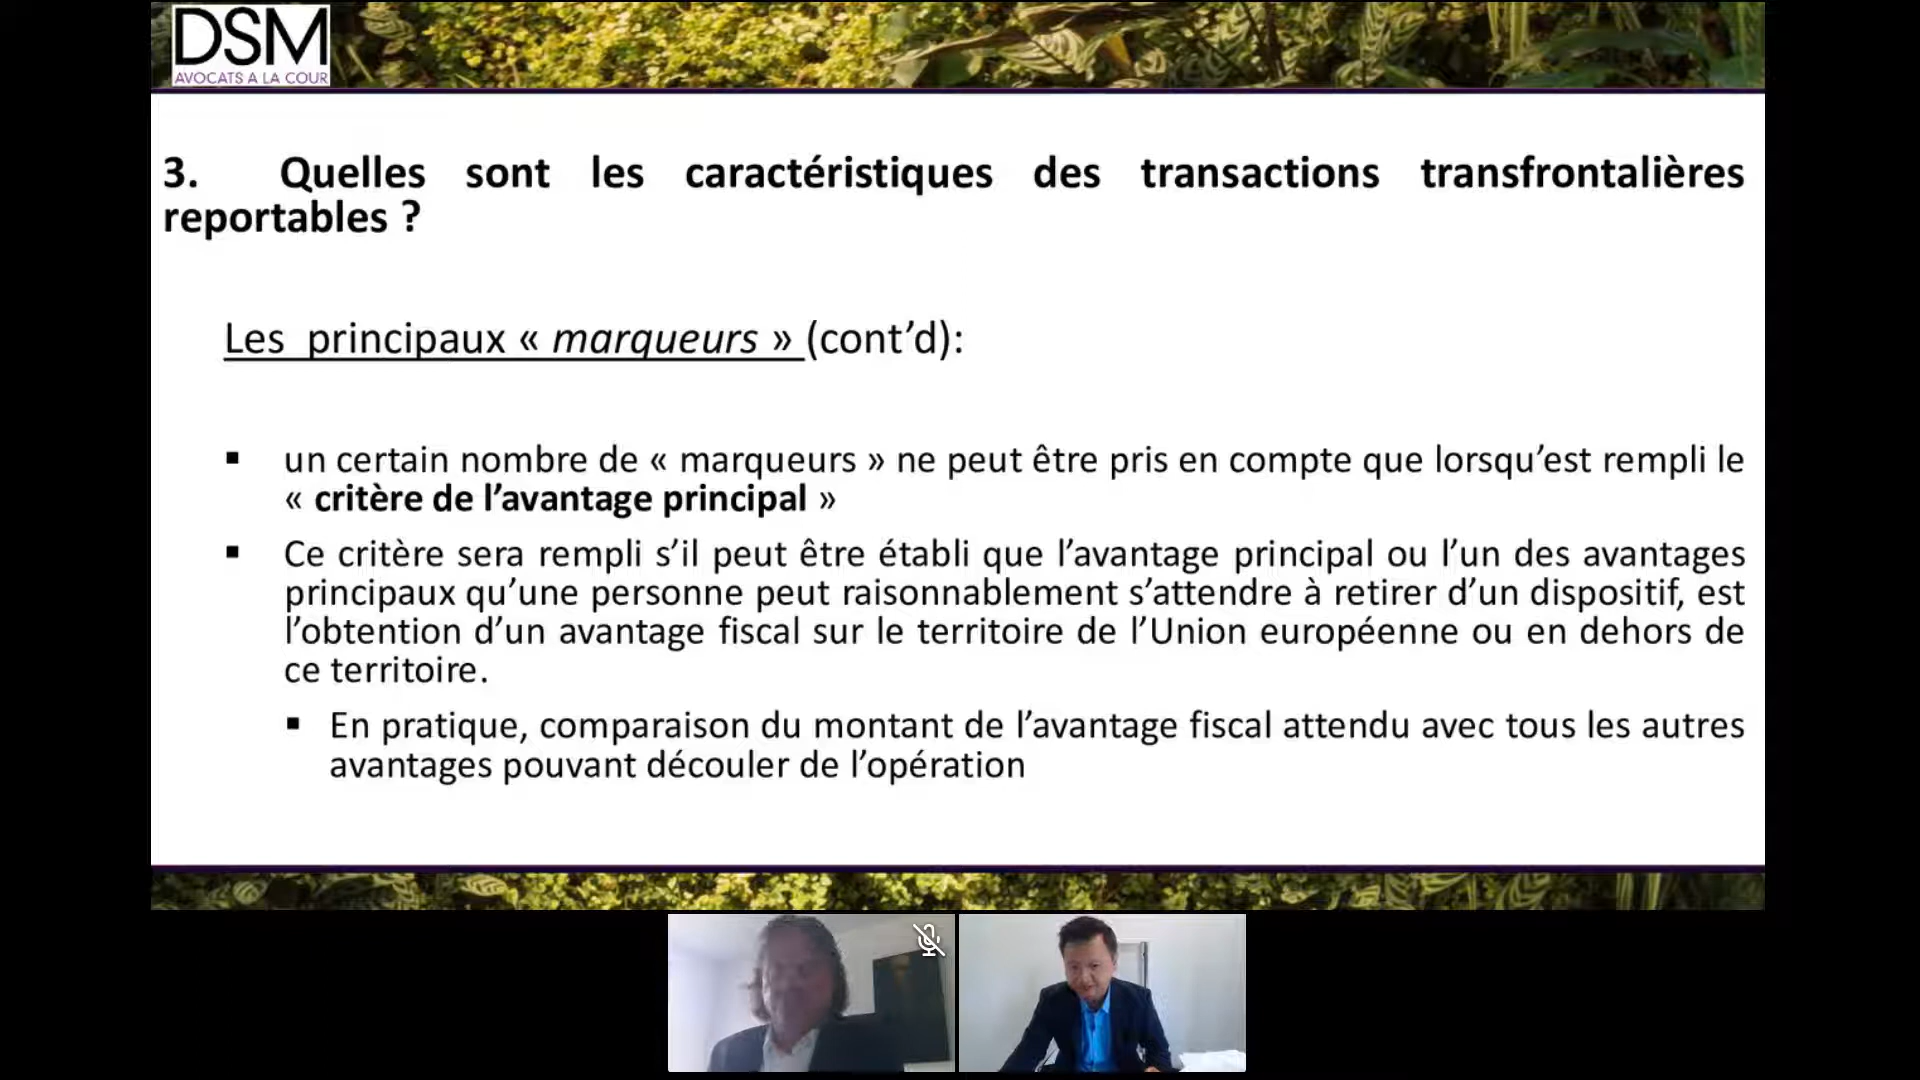 DSM
AVOCATS A LA COUR
3. Quelles sont les caractéristiques des transactions transfrontalières
reportables ?
Les principaux « marqueurs » (cont’d):
▪ un certain nombre de « marqueurs » ne peut être pris en compte que lorsqu’est rempli le
« critère de l’avantage principal »
▪ Ce critère sera rempli s’il peut être établi que l’avantage principal ou l’un des avantages
principaux qu’une personne peut raisonnablement s’attendre à retirer d’un dispositif, est
l’obtention d’un avantage fiscal sur le territoire de l’Union européenne ou en dehors de
ce territoire.
▪ En pratique, comparaison du montant de l’avantage fiscal attendu avec tous les autres
avantages pouvant découler de l’opération